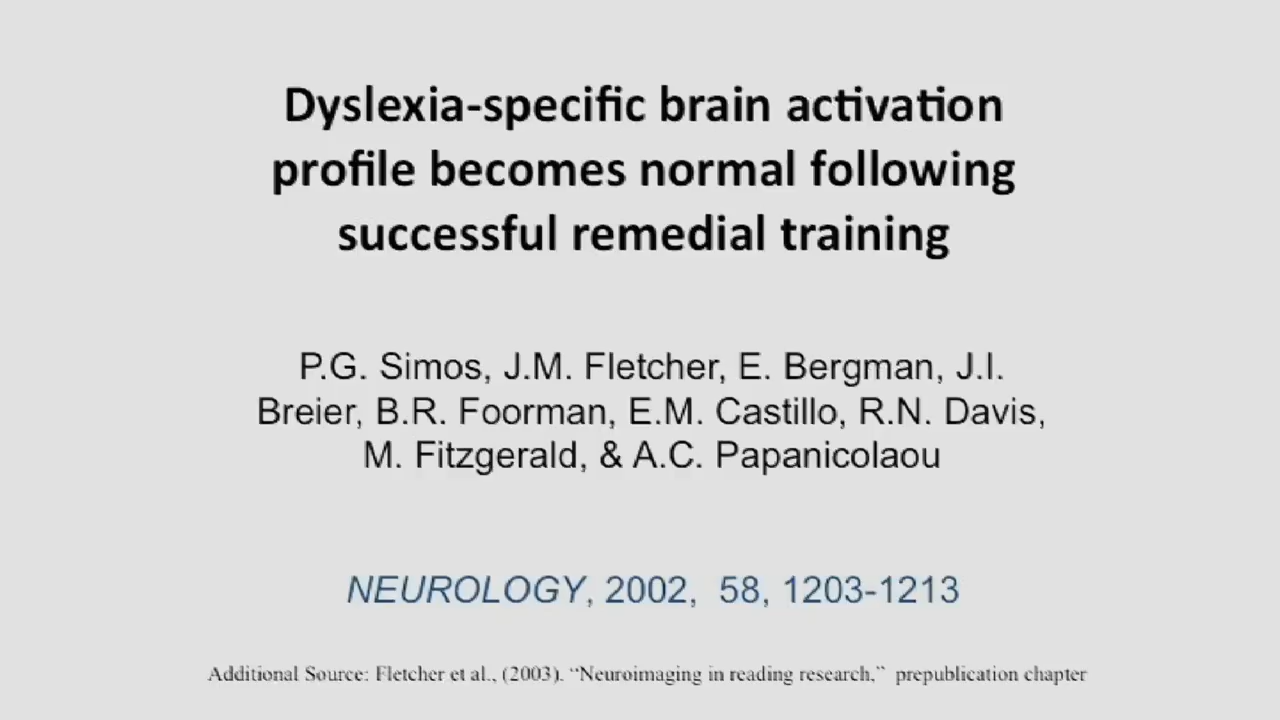 Dyslexia-specific brain activation
profile becomes normal following
successful remedial training
P.G. Simos, J.M. Fletcher, E. Bergman, J.I.
Breier, B.R. Foorman, E.M. Castillo, R.N. Davis,
M. Fitzgerald, & A.C. Papanicolaou
NEUROLOGY, 2002,  58, 1203-1213
Additional Source: Fletcher et al., (2003). “Neuroimaging in reading research,”  prepublication chapter